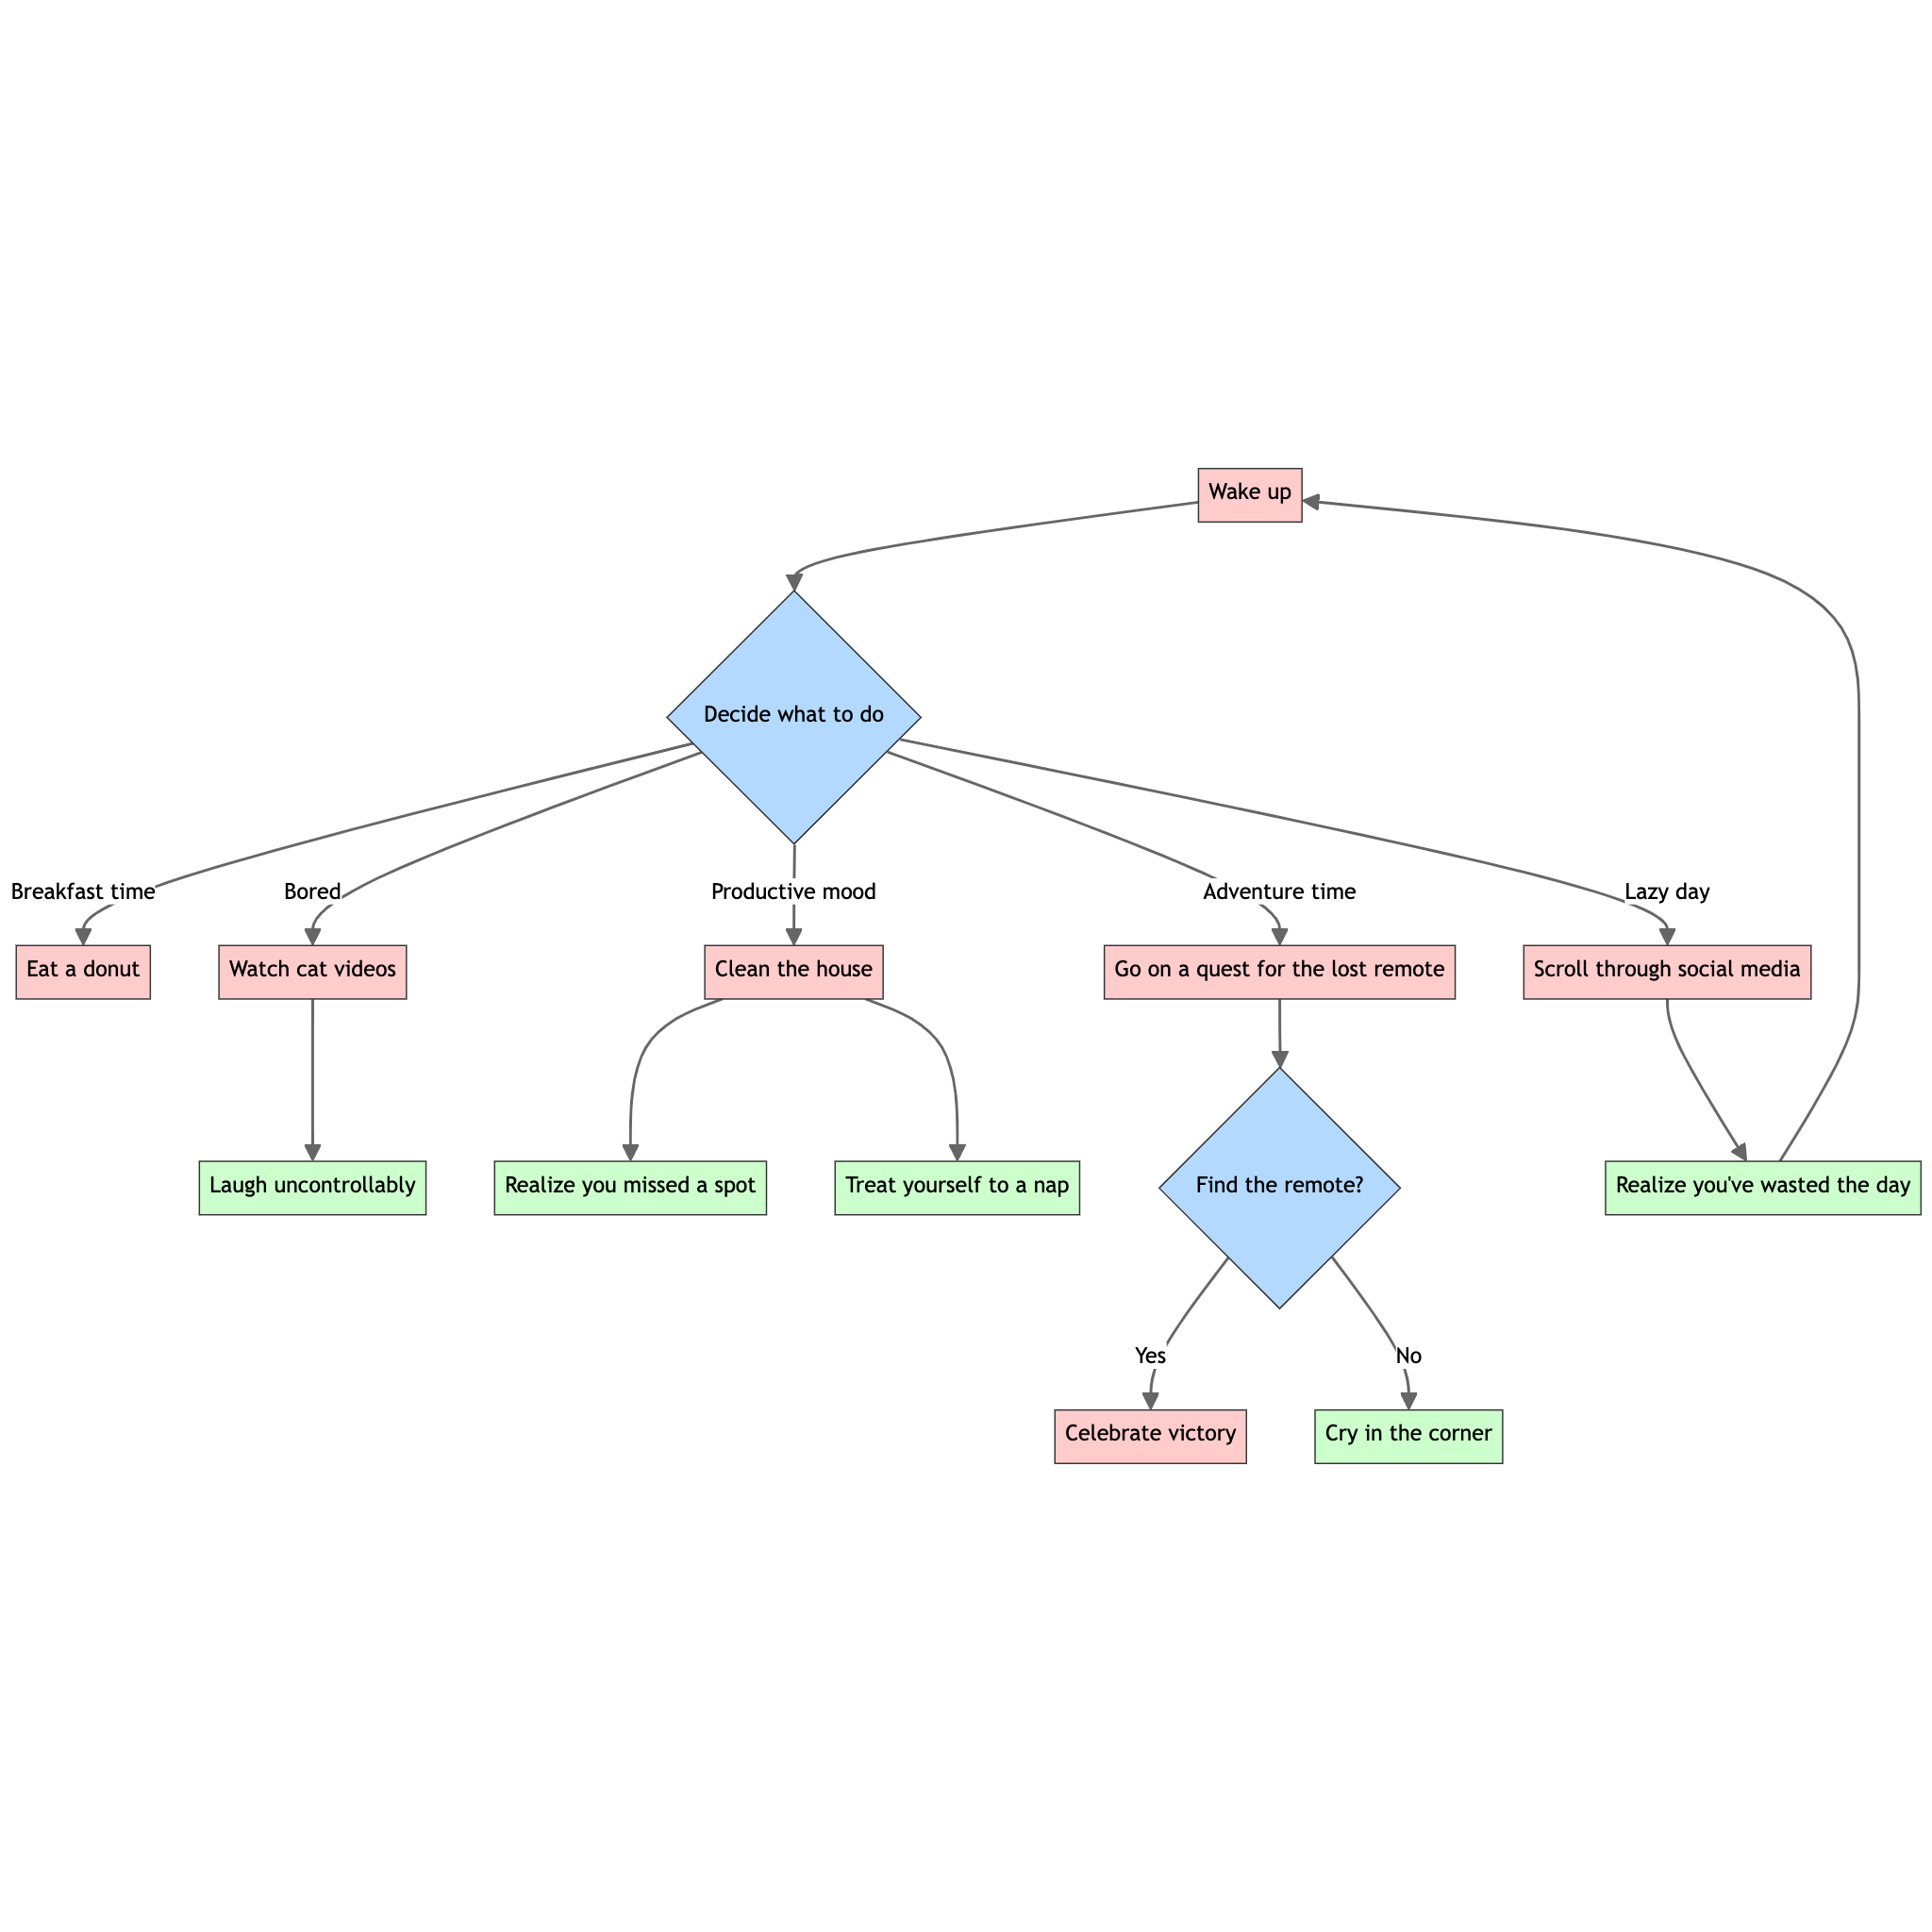 Wake up
Decide what to do
Breakfast time
Bored
Productive mood
Adventure time
Lazy day
Eat a donut
Watch cat videos
Clean the house
Go on a quest for the lost remote
Scroll through social media
Laugh uncontrollably
Realize you missed a spot
Treat yourself to a nap
Find the remote?
Realize you've wasted the day
Yes
No
Celebrate victory
Cry in the corner